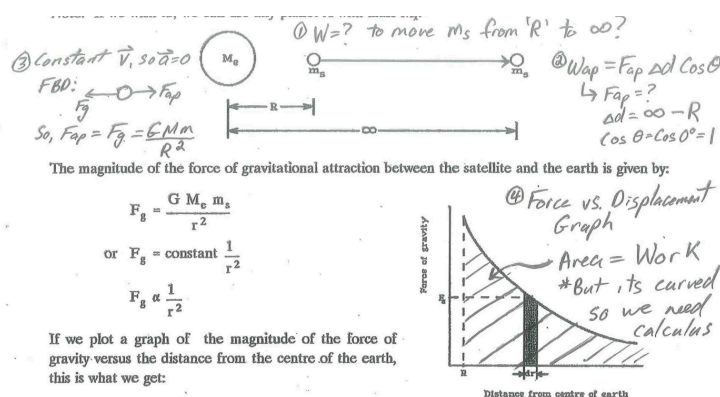 ① W=? to move ms from 'R' to ∞?
③ Constant V⃗, so a⃗=0
FBD:
Fg Fap
So, Fap = Fg = GMm/R²
Me
ms
ms
R
∞
② Wap = Fap Δd Cos θ
↳ Fap = ?
Δd = ∞ − R
Cos θ = Cos 0° = 1
The magnitude of the force of gravitational attraction between the satellite and the earth is given by:
Fg = G Me ms / r²
or Fg = constant 1/r²
Fg α 1/r²
If we plot a graph of the magnitude of the force of
gravity versus the distance from the centre of the earth,
this is what we get:
④ Force vs. Displacement
Graph
Area = Work
*But, its curved
so we need
calculus
Force of gravity
Fg
R
dr
Distance from centre of earth